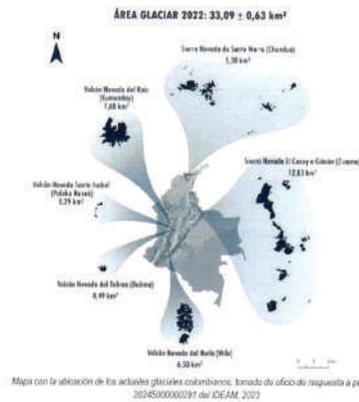 ÁREA GLACIAR 2022: 33,09 ± 0,63 km²
N
Sierra Nevada de Santa Marta (Chundua)
5,30 km²
Volcán Nevado del Ruiz
(Kumanday)
7,68 km²
Sierra Nevada El Cocuy o Güicán (Zizuma)
12,83 km²
Volcán Nevado Santa Isabel
(Poleka Kasué)
0,29 km²
Volcán Nevado del Tolima (Dulima)
0,49 km²
Volcán Nevado del Huila (Wila)
6,50 km²
Mapa con la ubicación de los actuales glaciales colombianos, tomado de oficio de respuesta a
20245000000291 del IDEAM, 2023